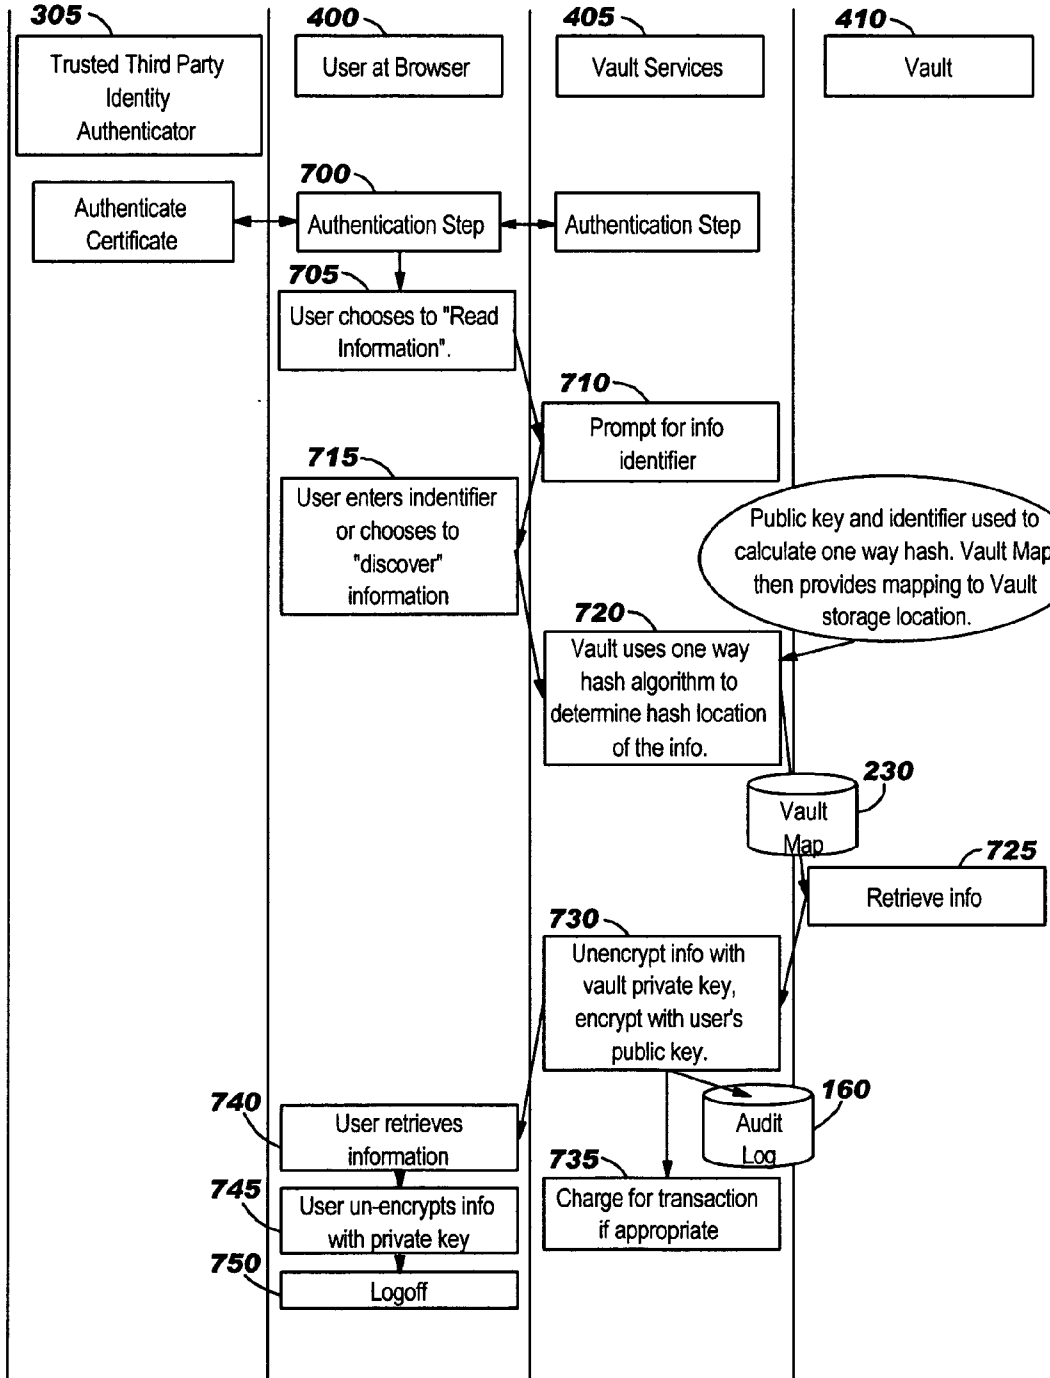 305
400
405
410
Trusted Third Party
Identity
Authenticator
User at Browser
Vault Services
Vault
700
Authenticate
Certificate
Authentication Step
Authentication Step
705
User chooses to "Read
Information".
710
Prompt for info
identifier
715
User enters indentifier
or chooses to
"discover"
information
Public key and identifier used to
calculate one way hash. Vault Map
then provides mapping to Vault
storage location.
720
Vault uses one way
hash algorithm to
determine hash location
of the info.
230
Vault
Map
725
Retrieve info
730
Unencrypt info with
vault private key,
encrypt with user's
public key.
160
Audit
Log
740
User retrieves
information
735
Charge for transaction
if appropriate
745
User un-encrypts info
with private key
750
Logoff